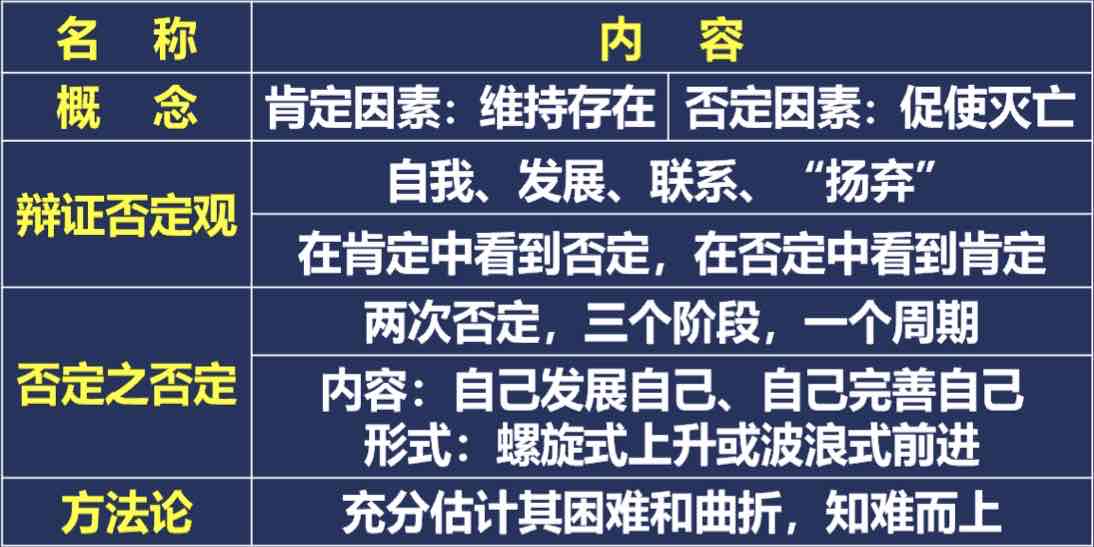 名 称
内 容
概 念
肯定因素：维持存在
否定因素：促使灭亡
辩证否定观
自我、发展、联系、“扬弃”
在肯定中看到否定，在否定中看到肯定
否定之否定
两次否定，三个阶段，一个周期
内容：自己发展自己、自己完善自己
形式：螺旋式上升或波浪式前进
方法论
充分估计其困难和曲折，知难而上